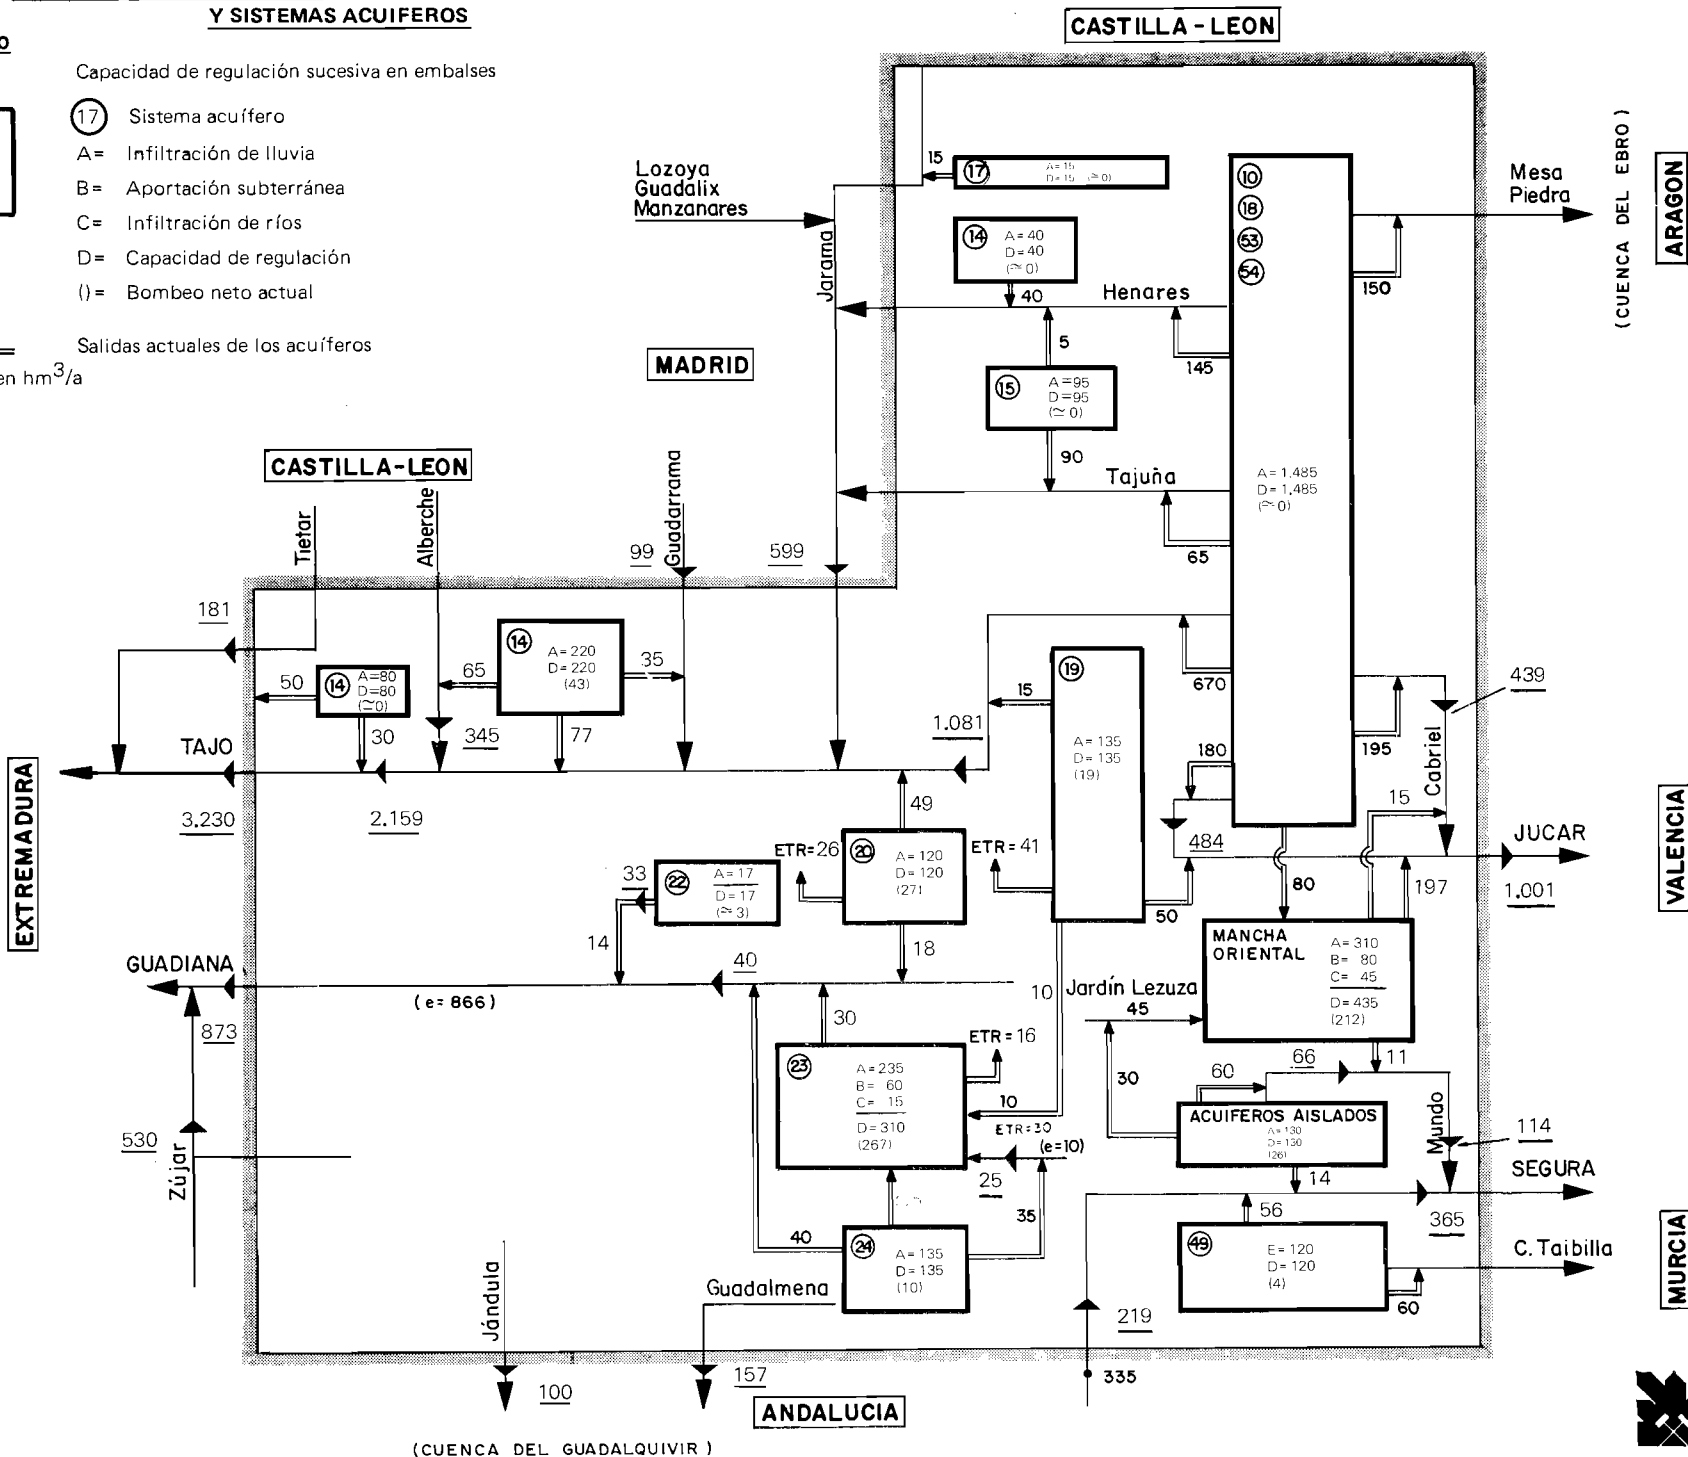 Y SISTEMAS ACUIFEROS
Capacidad de regulación sucesiva en embalses
17 Sistema acuífero
A= Infiltración de lluvia
B= Aportación subterránea
C= Infiltración de ríos
D= Capacidad de regulación
()= Bombeo neto actual
Salidas actuales de los acuíferos
en hm³/a
CASTILLA - LEON
Lozoya
Guadalix
Manzanares
Jarama
15
17
A= 15
D= 15 (≃0)
14
A= 40
D= 40
(≃ 0)
40
Henares
5
15
A=95
D=95
(≃ 0)
90
145
Tajuña
65
10
18
53
54
A= 1.485
D= 1.485
(≃ 0)
150
Mesa
Piedra
(CUENCA DEL EBRO)
ARAGON
MADRID
CASTILLA-LEON
Tietar
Alberche
Guadarrama
99
599
181
50
14
A=80
D=80
(≃0)
30
65
14
A= 220
D= 220
(43)
35
77
345
TAJO
3.230
2.159
1.081
EXTREMADURA
670
15
19
A= 135
D= 135
(19)
180
195
439
Cabriel
15
484
JUCAR
1.001
VALENCIA
49
20
A= 120
D= 120
(27)
ETR=26
ETR=41
18
50
80
197
33
22
A= 17
D= 17
(≃ 3)
14
GUADIANA
(e= 866)
40
873
530
Zújar
30
23
A= 235
B= 60
C= 15
D= 310
(267)
ETR=16
10
10
ETR=30
(e=10)
25
35
40
24
A= 135
D= 135
(10)
MANCHA
ORIENTAL
A= 310
B= 80
C= 45
D= 435
(212)
Jardín Lezuza
45
11
30
60
66
ACUIFEROS AISLADOS
A= 130
D= 130
(26)
14
Mundo
114
SEGURA
365
56
49
E= 120
D= 120
(4)
60
C. Taibilla
MURCIA
219
335
Guadalmena
157
Jándula
100
ANDALUCIA
(CUENCA DEL GUADALQUIVIR)